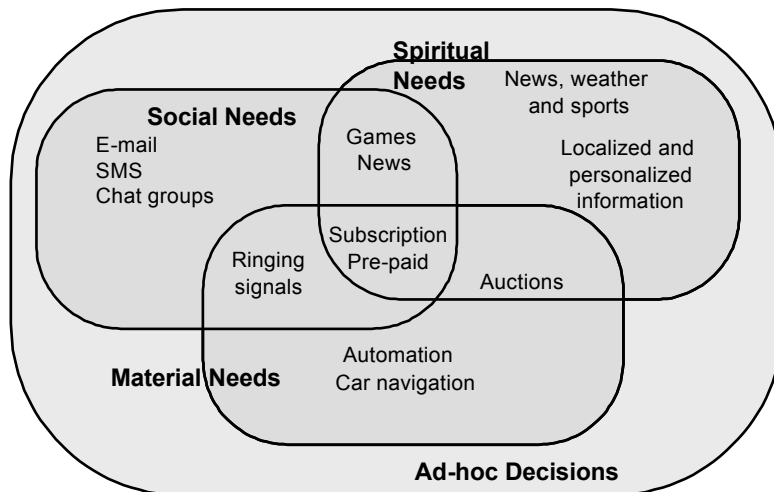 Spiritual
Needs
News, weather
and sports
Social Needs
E-mail
SMS
Chat groups
Games
News
Localized and
personalized
information
Subscription
Pre-paid
Ringing
signals
Auctions
Material Needs
Automation
Car navigation
Ad-hoc Decisions